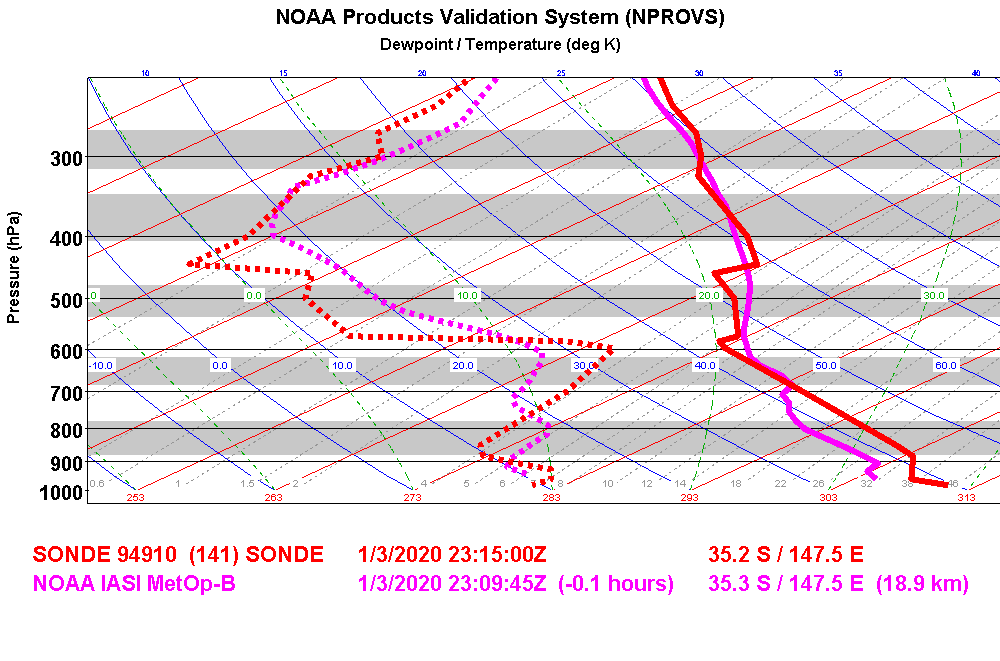 NOAA Products Validation System (NPROVS)
Dewpoint / Temperature (deg K)
10 15 20 25 30 35 40
300
400
0 0.0 10.0 20.0 30.0
500
600
-10.0 0.0 10.0 20.0 30.0 40.0 50.0 60.0
700
800
900
0.6 1 1.5 2 4 5 6 8 10 12 14 18 22 26 32 38 46
1000
253 263 273 283 293 303 313
Pressure (hPa)
SONDE 94910 (141) SONDE 1/3/2020 23:15:00Z 35.2 S / 147.5 E
NOAA IASI MetOp-B 1/3/2020 23:09:45Z (-0.1 hours) 35.3 S / 147.5 E (18.9 km)